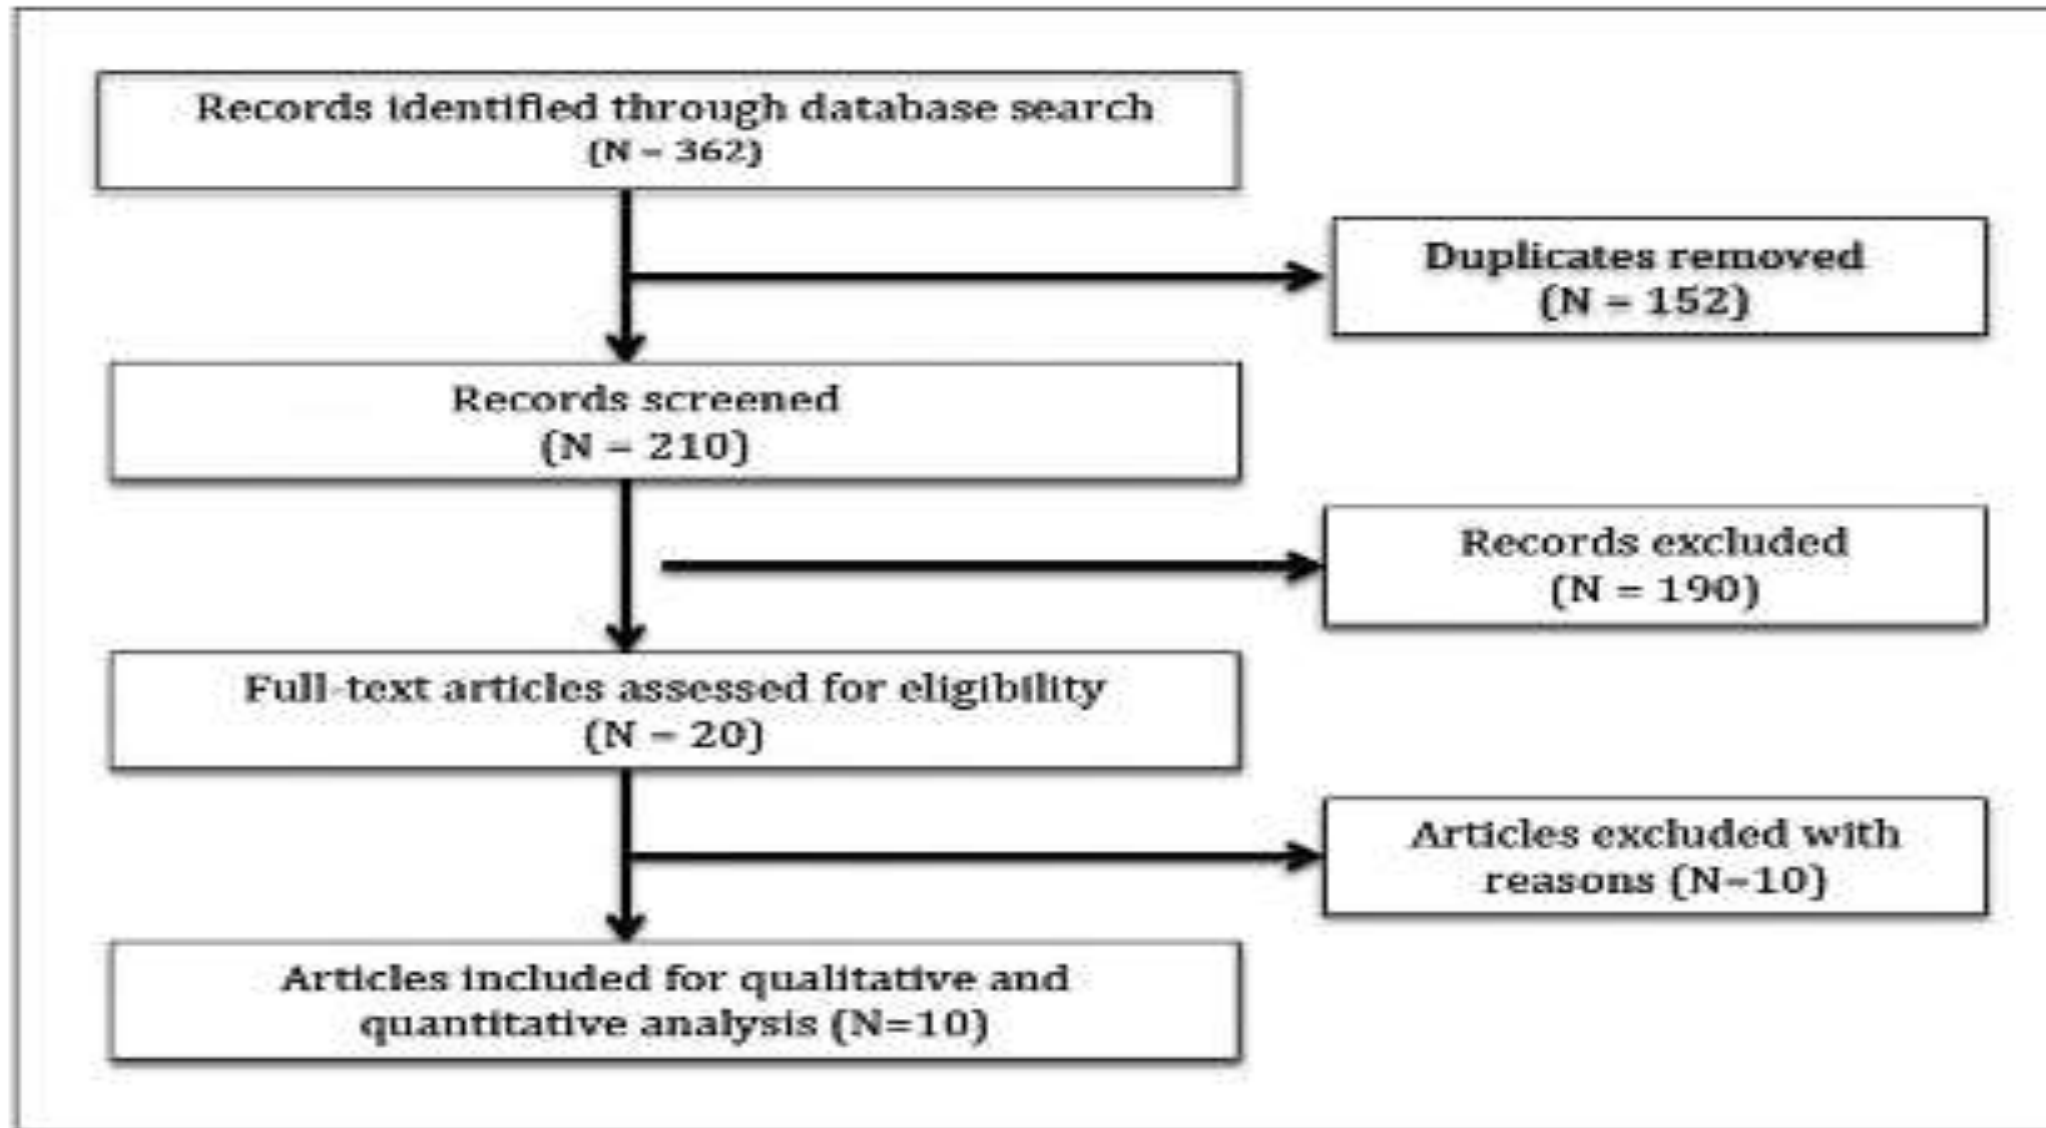 Records identified through database search
(N = 362)
Duplicates removed
(N = 152)
Records screened
(N = 210)
Records excluded
(N = 190)
Full-text articles assessed for eligibility
(N = 20)
Articles excluded with
reasons (N=10)
Articles included for qualitative and
quantitative analysis (N=10)